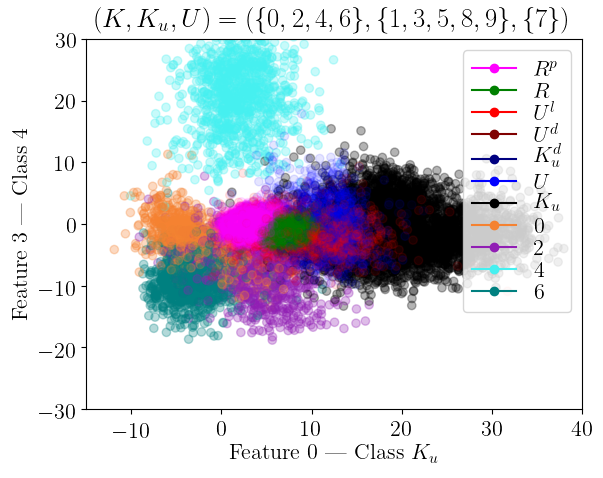 (K, K_u, U) = ({0, 2, 4, 6}, {1, 3, 5, 8, 9}, {7})
30
20
10
0
−10
−20
−30
Feature 3 — Class 4
R^p
R
U^l
U^d
K_u^d
U
K_u
0
2
4
6
−10 0 10 20 30 40
Feature 0 — Class K_u